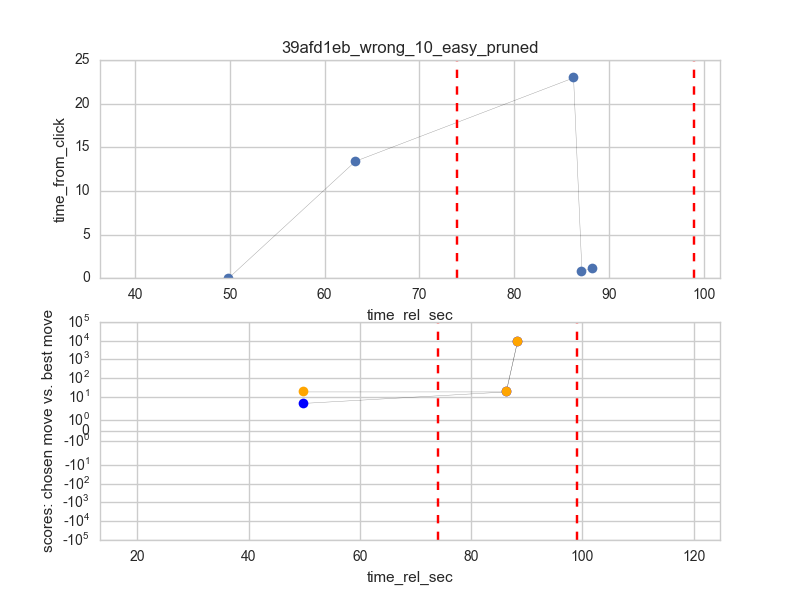 39afd1eb_wrong_10_easy_pruned
time_from_click
25
20
15
10
5
0
40 50 60 70 80 90 100
time_rel_sec
scores: chosen move vs. best move
10^5
10^4
10^3
10^2
10^1
10^0
0
-10^0
-10^1
-10^2
-10^3
-10^4
-10^5
20 40 60 80 100 120
time_rel_sec